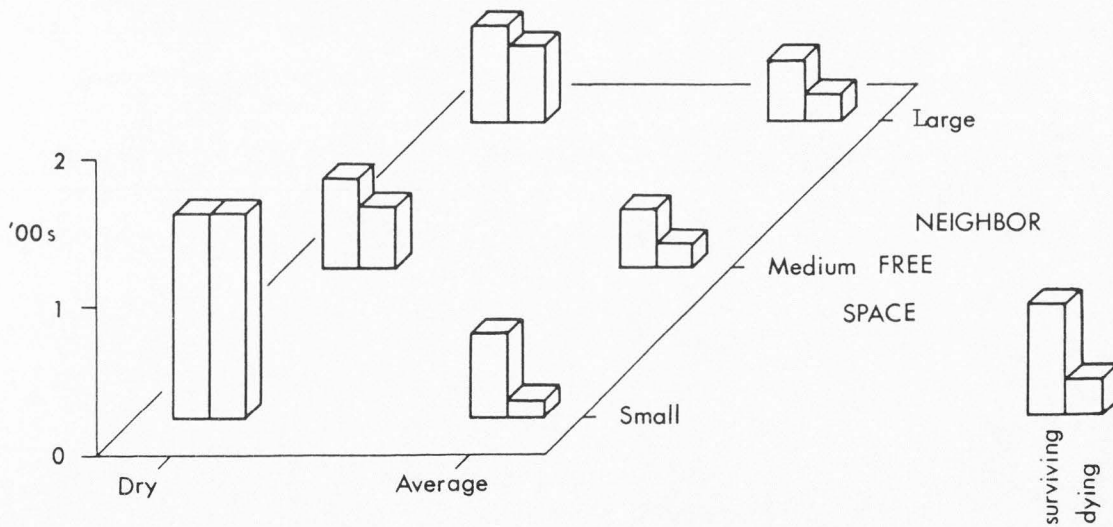 Large
2
'00s
NEIGHBOR
Medium FREE
SPACE
1
Small
0
Dry
Average
surviving
dying